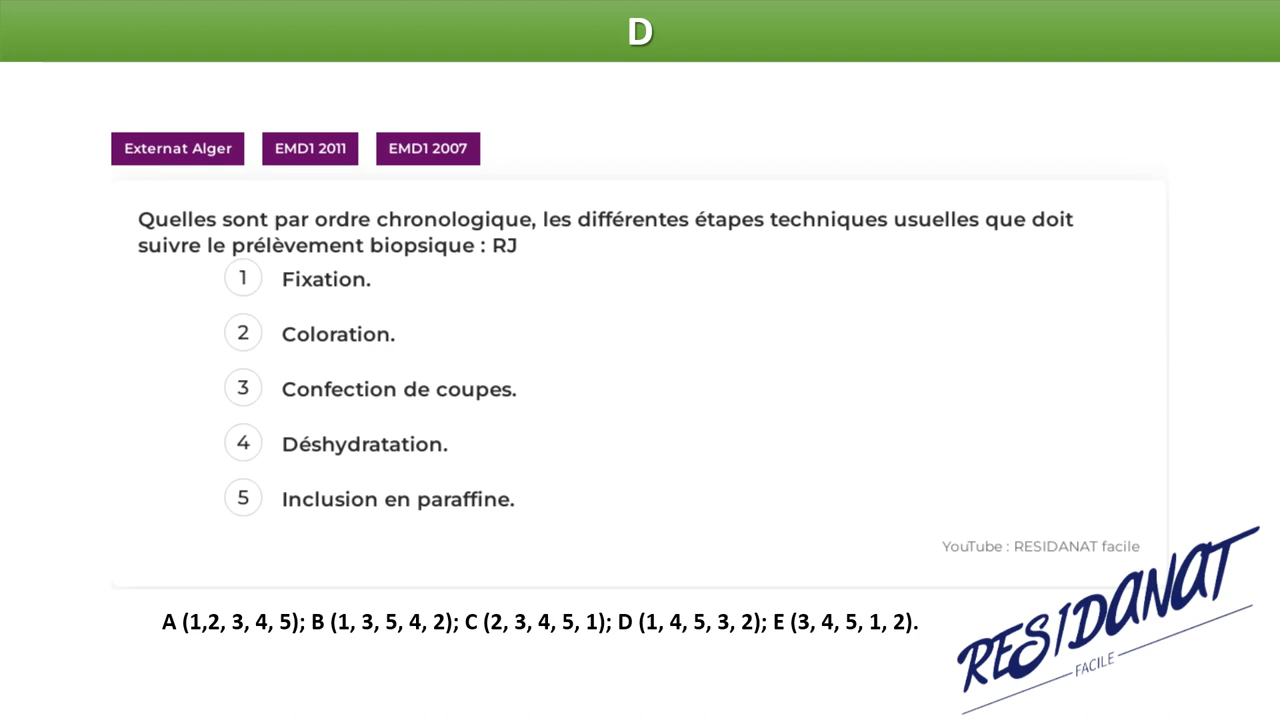 D
Externat Alger EMD1 2011 EMD1 2007
Quelles sont par ordre chronologique, les différentes étapes techniques usuelles que doit
suivre le prélèvement biopsique : RJ
1 Fixation.
2 Coloration.
3 Confection de coupes.
4 Déshydratation.
5 Inclusion en paraffine.
YouTube : RESIDANAT facile
A (1,2, 3, 4, 5); B (1, 3, 5, 4, 2); C (2, 3, 4, 5, 1); D (1, 4, 5, 3, 2); E (3, 4, 5, 1, 2).
RESIDANAT
FACILE